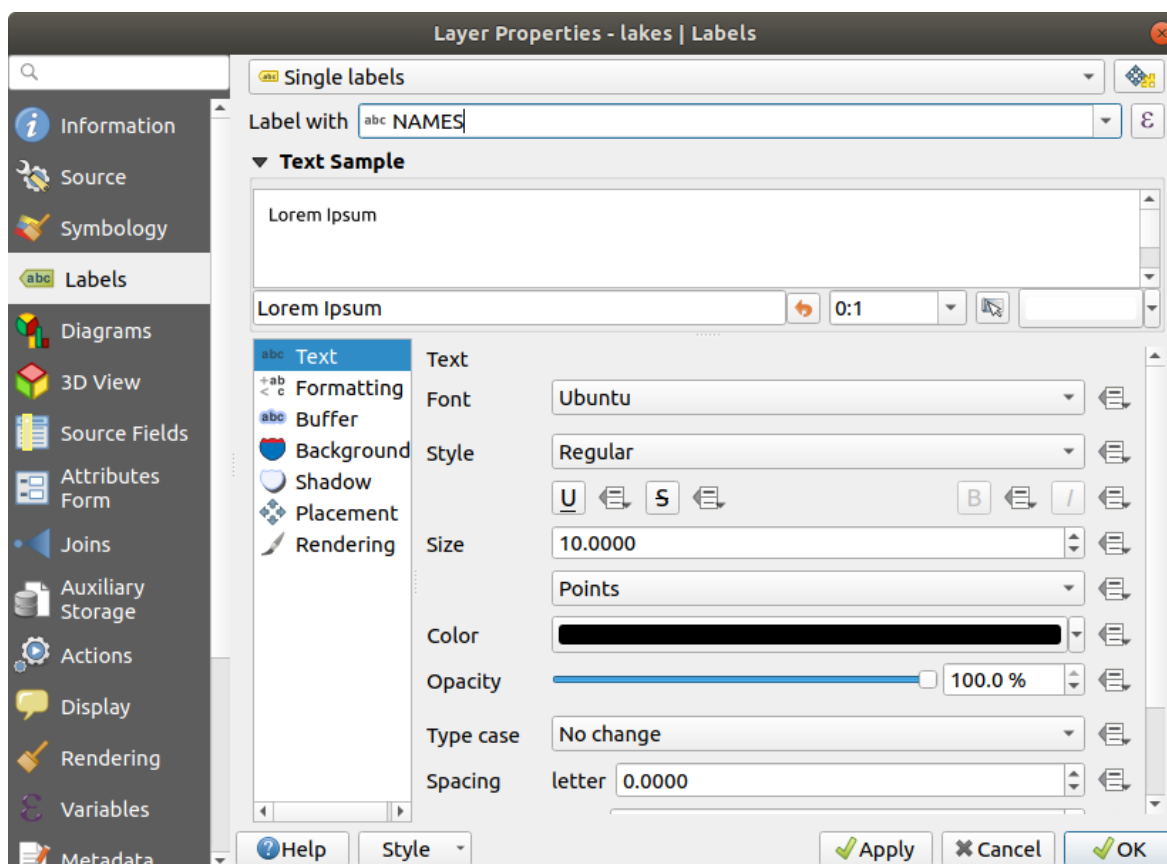 Layer Properties - lakes | Labels
Single labels
Label with abc NAMES
ε
Text Sample
Lorem Ipsum
Lorem Ipsum
0:1
Information
Source
Symbology
abc Labels
Diagrams
3D View
Source Fields
Attributes
Form
Joins
Auxiliary
Storage
Actions
Display
Rendering
Variables
Metadata
abc Text
+ab
< c Formatting
abc Buffer
Background
Shadow
Placement
Rendering
Text
Font Ubuntu
Style Regular
U S B I
Size 10.0000
Points
Color
Opacity 100.0 %
Type case No change
Spacing letter 0.0000
Help Style Apply Cancel OK